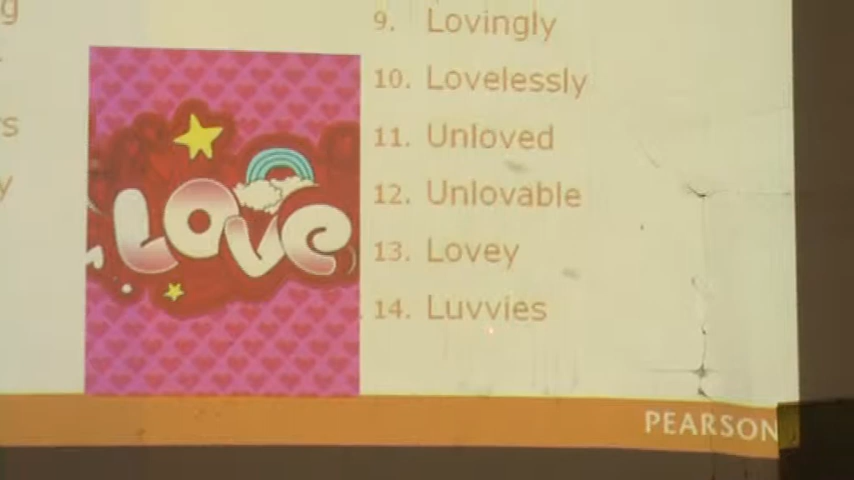 9. Lovingly
10. Lovelessly
11. Unloved
12. Unlovable
13. Lovey
14. Luvvies
Love
PEARSON